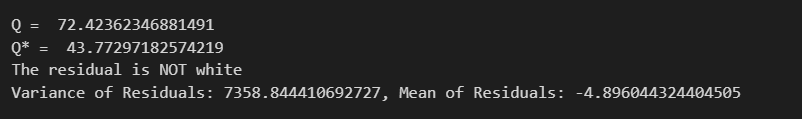 Q =  72.42362346881491
Q* =  43.77297182574219
The residual is NOT white
Variance of Residuals: 7358.844410692727, Mean of Residuals: -4.896044324404505